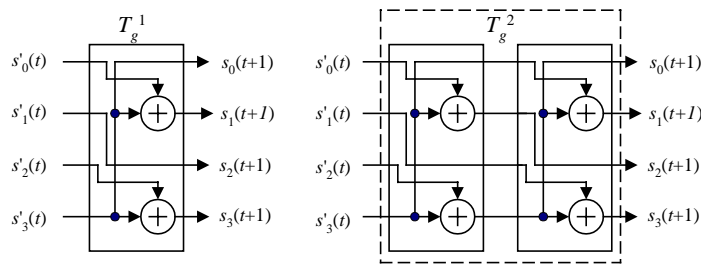 T_g^1
s'_0(t) s_0(t+1)
s'_1(t) + s_1(t+1)
s'_2(t) s_2(t+1)
s'_3(t) + s_3(t+1)
T_g^2
s'_0(t) s_0(t+1)
s'_1(t) + + s_1(t+1)
s'_2(t) s_2(t+1)
s'_3(t) + + s_3(t+1)